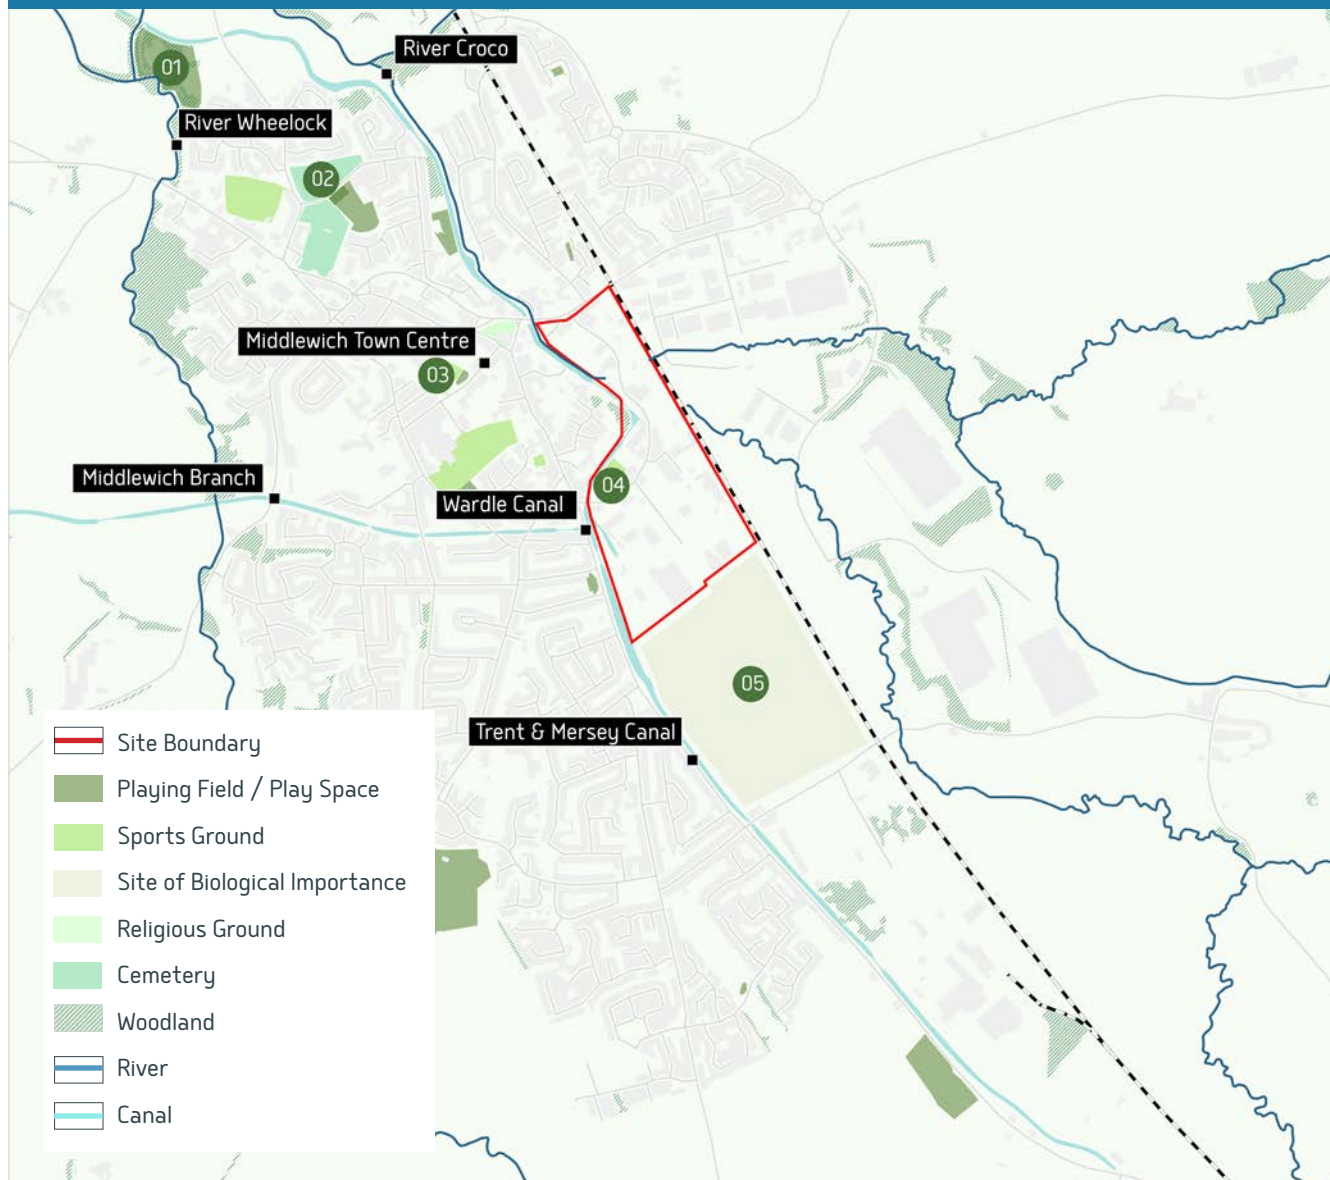 River Croco
01
River Wheelock
02
Middlewich Town Centre
03
Middlewich Branch
04
Wardle Canal
05
Trent & Mersey Canal
Site Boundary
Playing Field / Play Space
Sports Ground
Site of Biological Importance
Religious Ground
Cemetery
Woodland
River
Canal